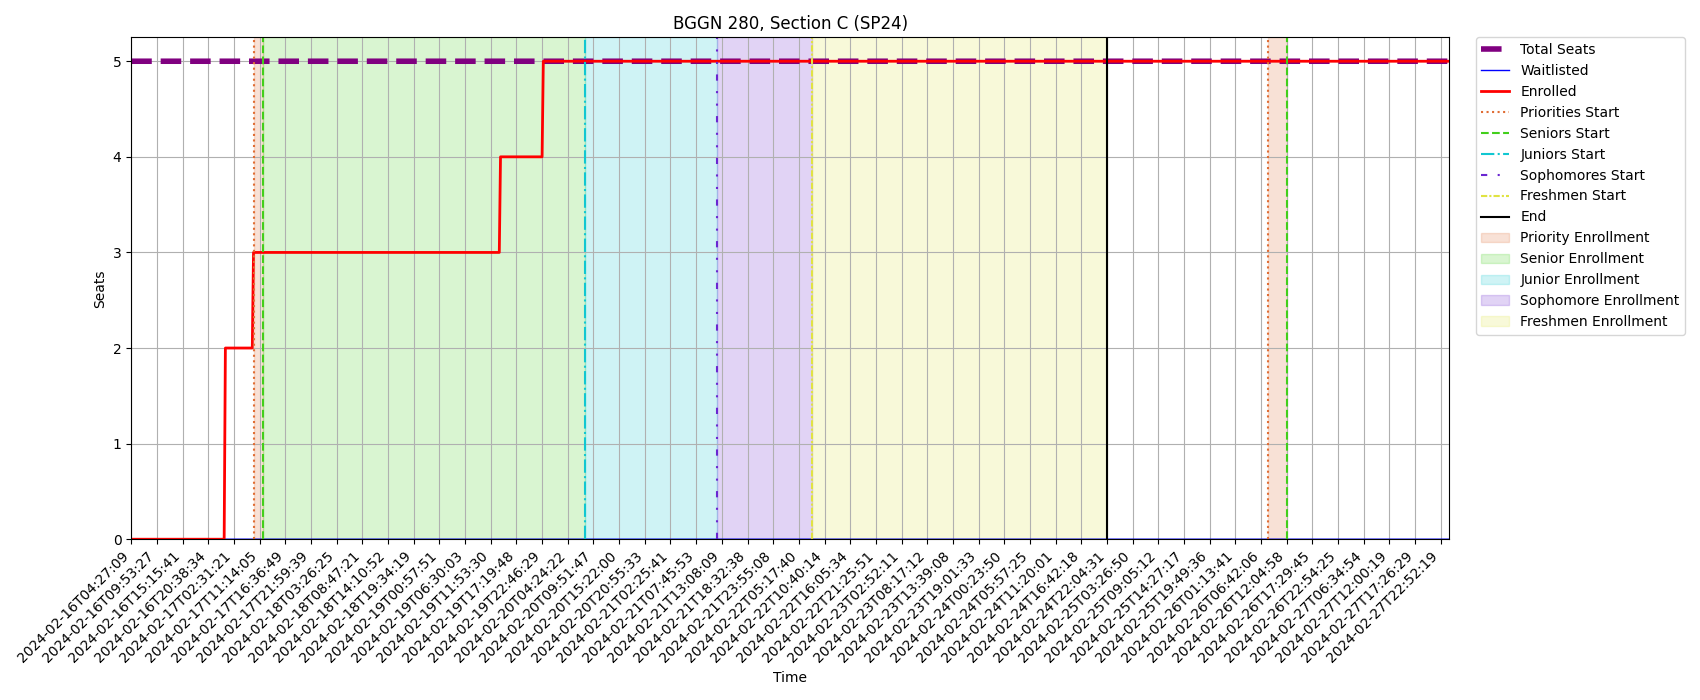 BGGN 280, Section C (SP24)
Total Seats
Waitlisted
Enrolled
Priorities Start
Seniors Start
Juniors Start
Sophomores Start
Freshmen Start
End
Priority Enrollment
Senior Enrollment
Junior Enrollment
Sophomore Enrollment
Freshmen Enrollment
Seats
5
4
3
2
1
0
2024-02-16T04:27:09
2024-02-16T09:53:27
2024-02-16T15:15:41
2024-02-16T20:38:34
2024-02-17T02:31:21
2024-02-17T11:14:05
2024-02-17T16:36:49
2024-02-17T21:59:39
2024-02-18T03:26:25
2024-02-18T08:47:21
2024-02-18T14:10:52
2024-02-18T19:34:19
2024-02-19T00:57:51
2024-02-19T06:30:03
2024-02-19T11:53:30
2024-02-19T17:19:48
2024-02-19T22:46:29
2024-02-20T04:24:22
2024-02-20T09:51:47
2024-02-20T15:22:00
2024-02-20T20:55:33
2024-02-21T02:25:41
2024-02-21T07:45:53
2024-02-21T13:08:09
2024-02-21T18:32:38
2024-02-21T23:55:08
2024-02-22T05:17:40
2024-02-22T10:40:14
2024-02-22T16:05:34
2024-02-22T21:25:51
2024-02-23T02:52:11
2024-02-23T08:17:12
2024-02-23T13:39:08
2024-02-23T19:01:33
2024-02-24T00:23:50
2024-02-24T05:57:25
2024-02-24T11:20:01
2024-02-24T16:42:18
2024-02-24T22:04:31
2024-02-25T03:26:50
2024-02-25T09:05:12
2024-02-25T14:27:17
2024-02-25T19:49:36
2024-02-26T01:13:41
2024-02-26T06:42:06
2024-02-26T12:04:58
2024-02-26T17:29:45
2024-02-26T22:54:25
2024-02-27T06:34:54
2024-02-27T12:00:19
2024-02-27T17:26:29
2024-02-27T22:52:19
Time